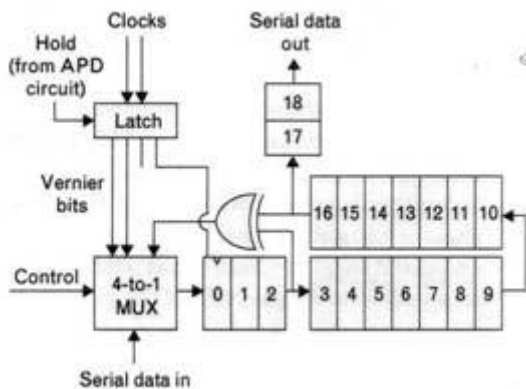 Clocks
Serial data
out
Hold
(from APD
circuit)
Latch
18
17
Vernier
bits
16 15 14 13 12 11 10
Control
4-to-1
MUX
0 1 2
3 4 5 6 7 8 9
Serial data in